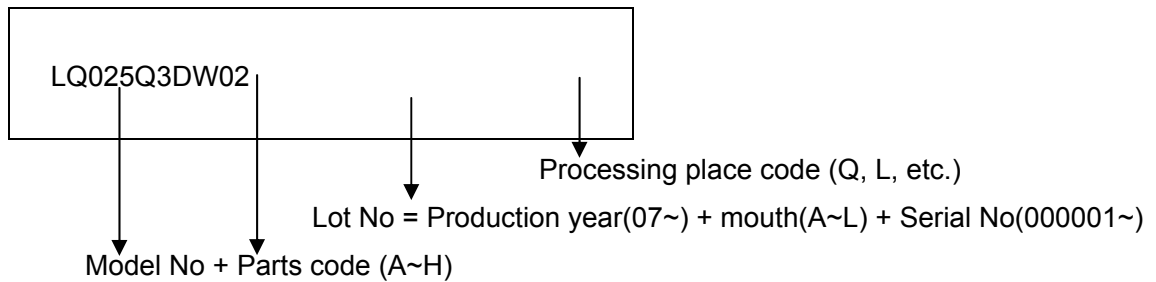 LQ025Q3DW02
Processing place code (Q, L, etc.)
Lot No = Production year(07~) + mouth(A~L) + Serial No(000001~)
Model No + Parts code (A~H)